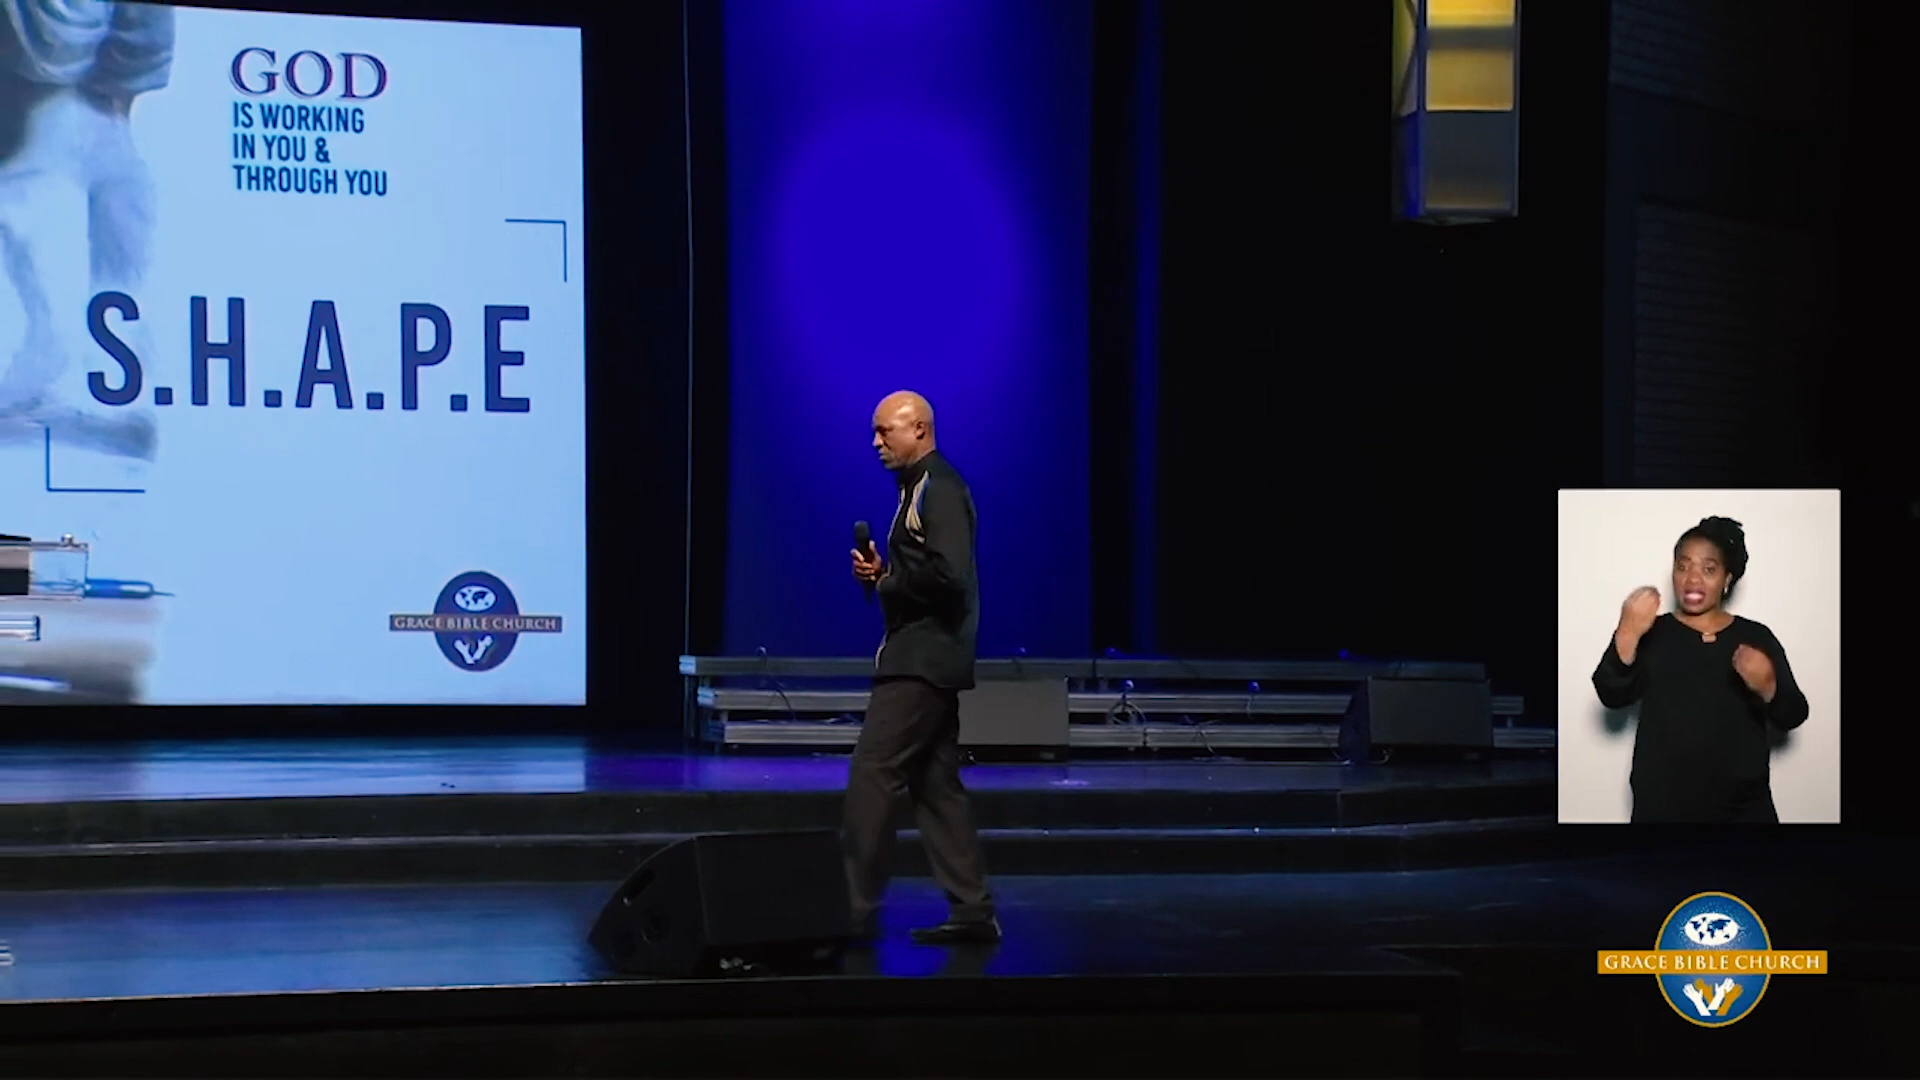 GOD
IS WORKING
IN YOU &
THROUGH YOU
S.H.A.P.E
GRACE BIBLE CHURCH
GRACE BIBLE CHURCH